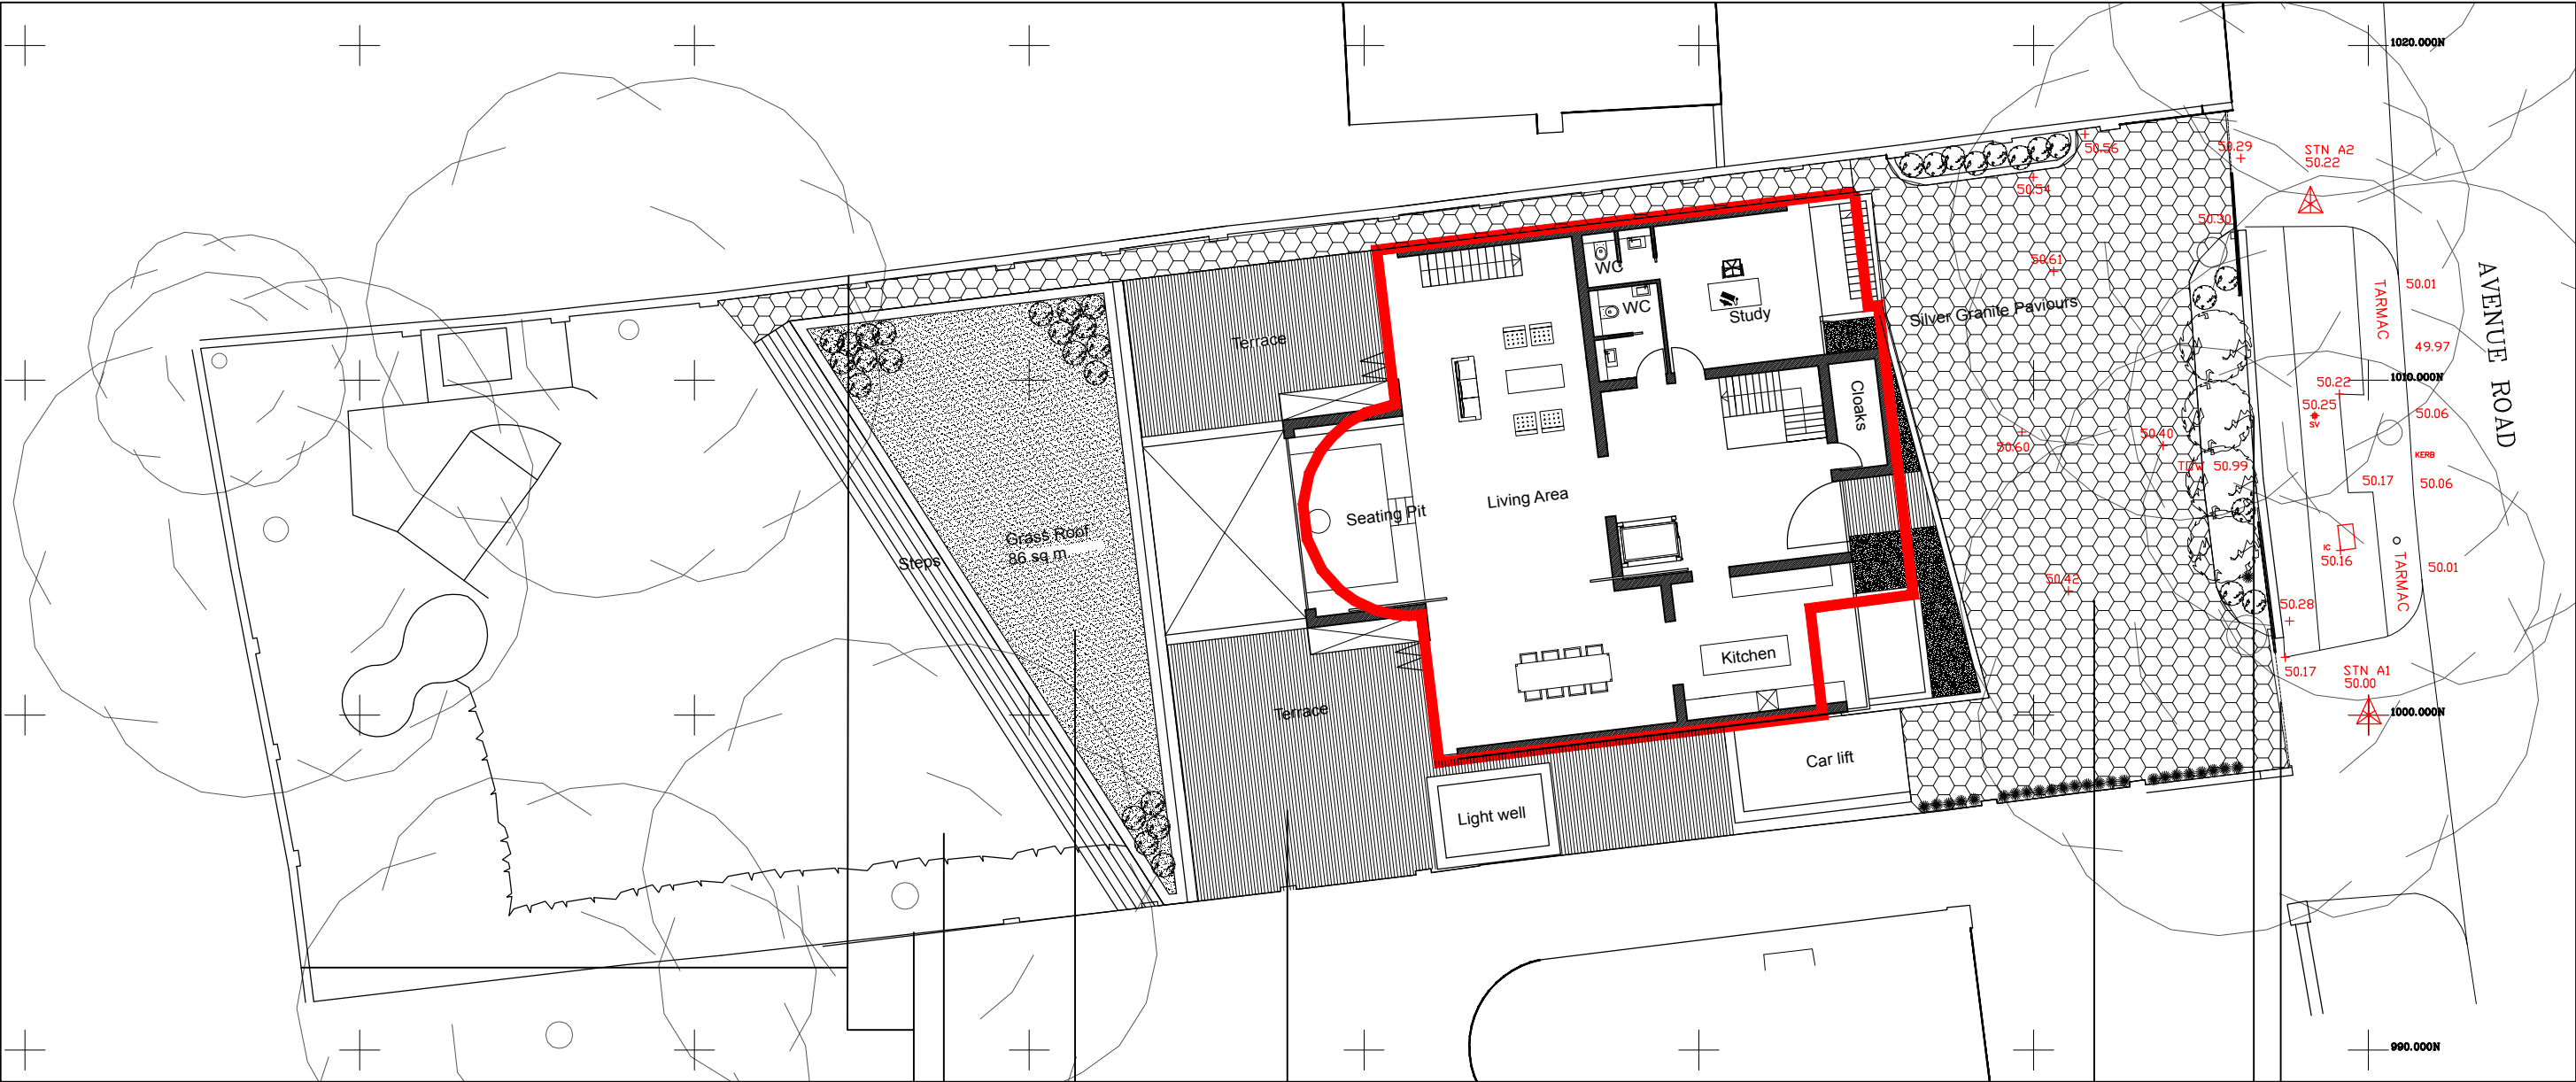 1020.000N
50.56
50.29
STN A2
50.22
50.54
50.30
50.61
WC
WC
Study
Silver Granite Paviours
TARMAC
50.01
AVENUE ROAD
Terrace
49.97
1010.000N
50.22
50.25
SV
50.06
Cloaks
50.60
50.40
KERB
TOW 50.99
50.17
50.06
Living Area
Seating Pit
Grass Roof
86 sq m
Steps
IC
50.16
TARMAC
50.01
50.42
50.28
Kitchen
50.17
STN A1
50.00
Terrace
1000.000N
Car lift
Light well
990.000N